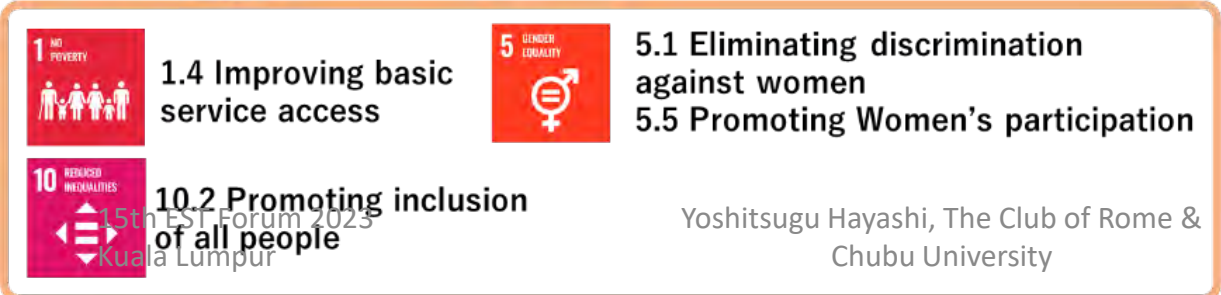 1 NO
POVERTY
1.4 Improving basic
service access
5 GENDER
EQUALITY
5.1 Eliminating discrimination
against women
5.5 Promoting Women's participation
10 REDUCED
INEQUALITIES
10.2 Promoting inclusion
of all people
15th EST Forum 2023
Kuala Lumpur
Yoshitsugu Hayashi, The Club of Rome &
Chubu University